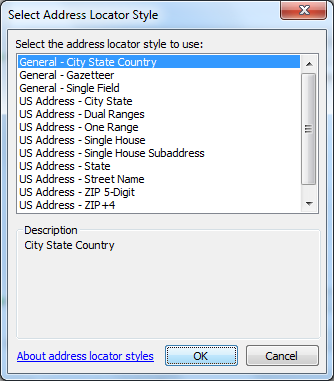 Select Address Locator Style
Select the address locator style to use:
General - City State Country
General - Gazetteer
General - Single Field
US Address - City State
US Address - Dual Ranges
US Address - One Range
US Address - Single House
US Address - Single House Subaddress
US Address - State
US Address - Street Name
US Address - ZIP 5-Digit
US Address - ZIP+4
Description
City State Country
About address locator styles OK Cancel